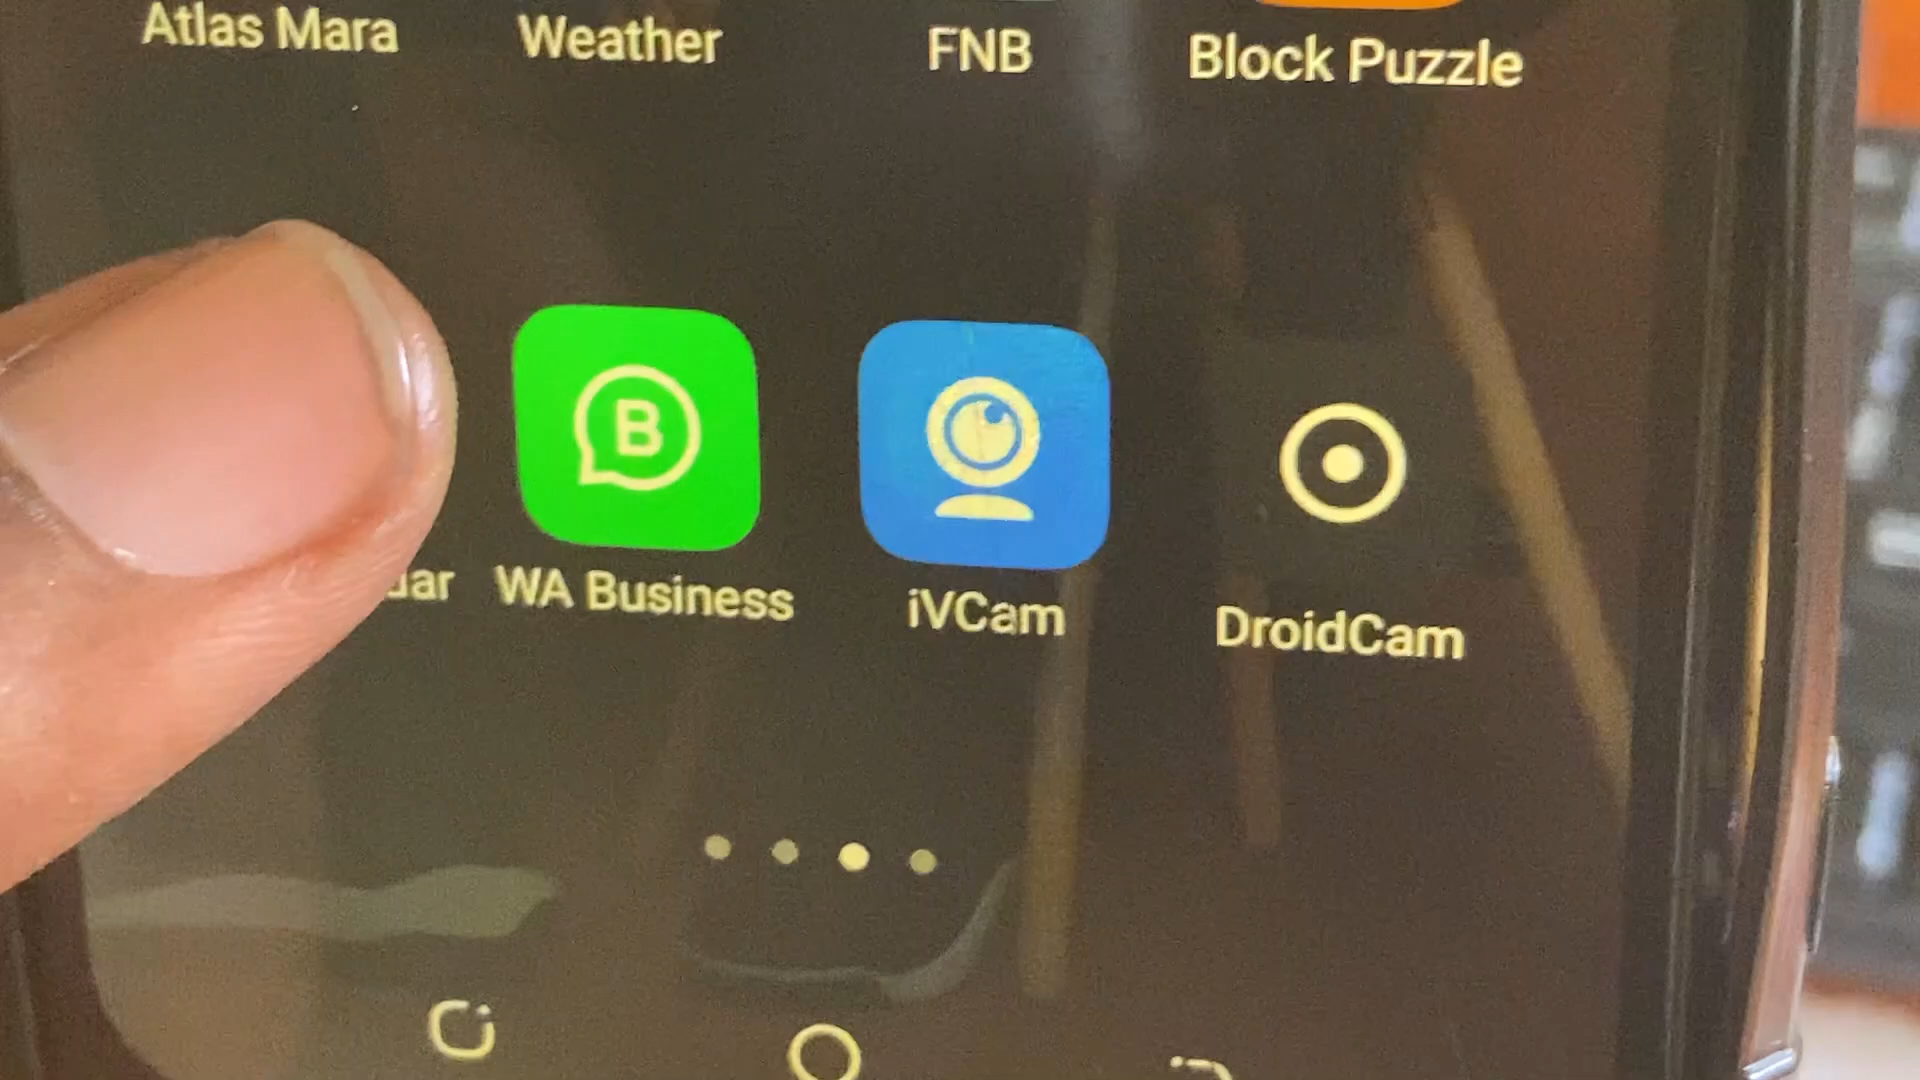 Atlas Mara
Weather
FNB
Block Puzzle
B
WA Business
iVCam
DroidCam